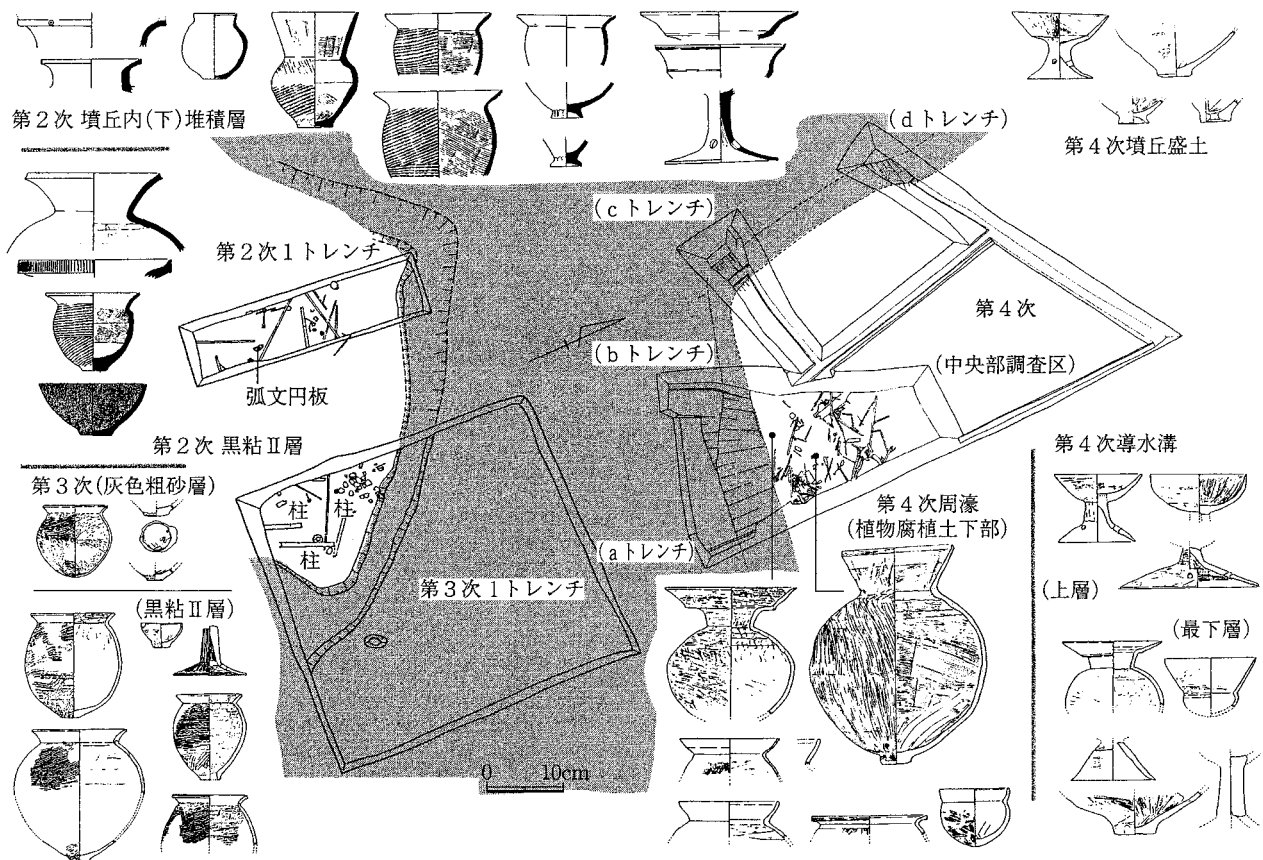 第2次 墳丘内(下)堆積層
第4次墳丘盛土
(dトレンチ)
(cトレンチ)
第2次1トレンチ
第4次
(bトレンチ)
(中央部調査区)
弧文円板
第2次 黒粘Ⅱ層
第4次導水溝
第3次(灰色粗砂層)
第4次周濠
(植物腐植土下部)
柱
柱
柱
(aトレンチ)
第3次1トレンチ
(上層)
(黒粘Ⅱ層)
(最下層)
0 10cm